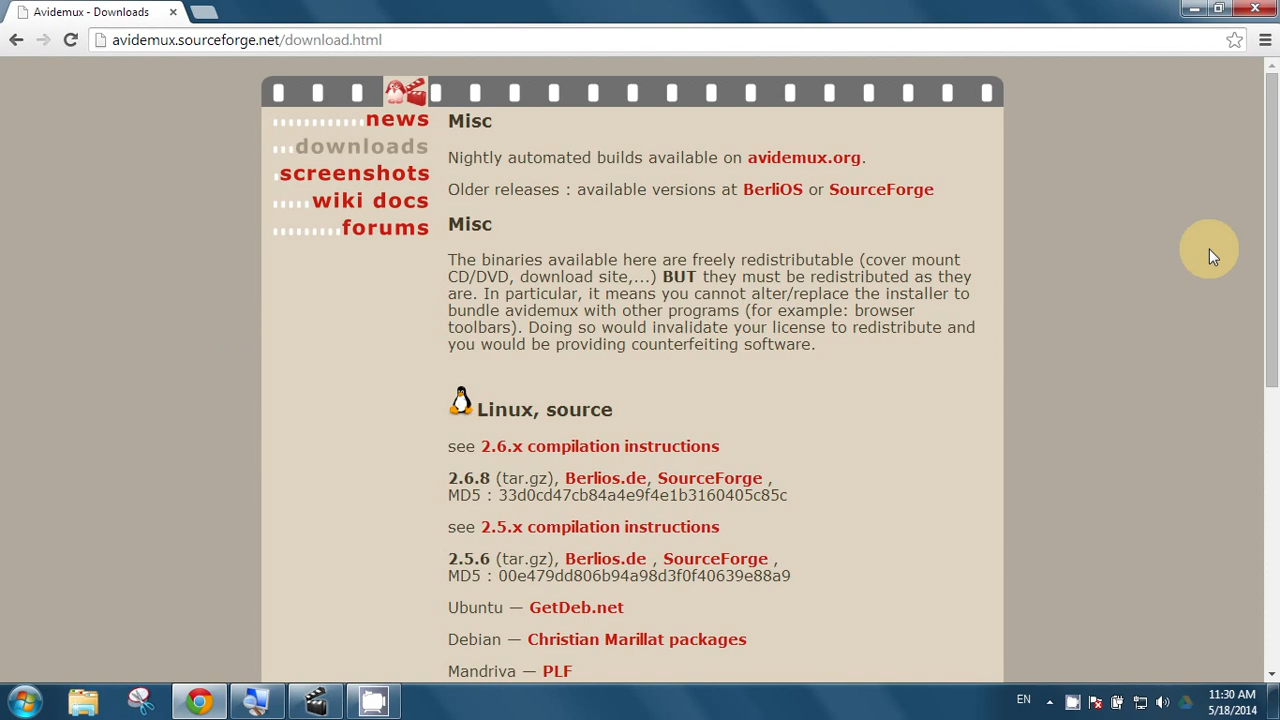 Avidemux - Downloads
avidemux.sourceforge.net/download.html
news
downloads
screenshots
wiki docs
forums
Misc
Nightly automated builds available on avidemux.org.
Older releases : available versions at BerliOS or SourceForge
Misc
The binaries available here are freely redistributable (cover mount
CD/DVD, download site,...) BUT they must be redistributed as they
are. In particular, it means you cannot alter/replace the installer to
bundle avidemux with other programs (for example: browser
toolbars). Doing so would invalidate your license to redistribute and
you would be providing counterfeiting software.
Linux, source
see 2.6.x compilation instructions
2.6.8 (tar.gz), Berlios.de, SourceForge ,
MD5 : 33d0cd47cb84a4e9f4e1b3160405c85c
see 2.5.x compilation instructions
2.5.6 (tar.gz), Berlios.de , SourceForge ,
MD5 : 00e479dd806b94a98d3f0f40639e88a9
Ubuntu — GetDeb.net
Debian — Christian Marillat packages
Mandriva — PLF
EN
11:30 AM
5/18/2014